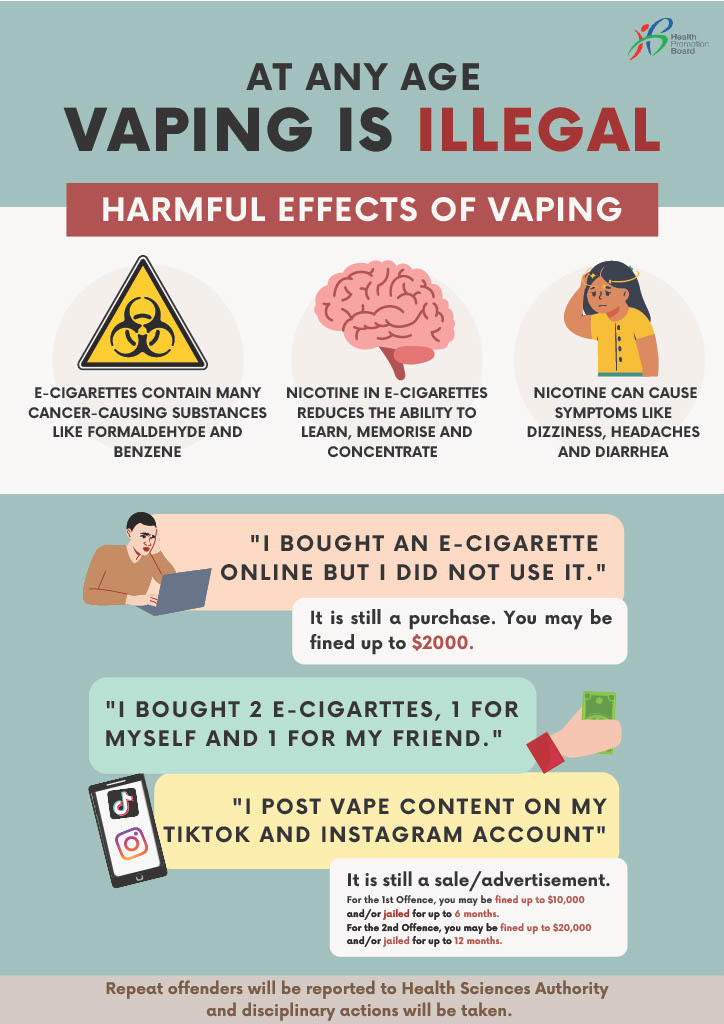 Health
Promotion
Board
AT ANY AGE
VAPING IS ILLEGAL
HARMFUL EFFECTS OF VAPING
E-CIGARETTES CONTAIN MANY
CANCER-CAUSING SUBSTANCES
LIKE FORMALDEHYDE AND
BENZENE
NICOTINE IN E-CIGARETTES
REDUCES THE ABILITY TO
LEARN, MEMORISE AND
CONCENTRATE
NICOTINE CAN CAUSE
SYMPTOMS LIKE
DIZZINESS, HEADACHES
AND DIARRHEA
"I BOUGHT AN E-CIGARETTE
ONLINE BUT I DID NOT USE IT."
It is still a purchase. You may be
fined up to $2000.
"I BOUGHT 2 E-CIGARTTES, 1 FOR
MYSELF AND 1 FOR MY FRIEND."
"I POST VAPE CONTENT ON MY
TIKTOK AND INSTAGRAM ACCOUNT"
It is still a sale/advertisement.
For the 1st Offence, you may be fined up to $10,000
and/or jailed for up to 6 months.
For the 2nd Offence, you may be fined up to $20,000
and/or jailed for up to 12 months.
Repeat offenders will be reported to Health Sciences Authority
and disciplinary actions will be taken.